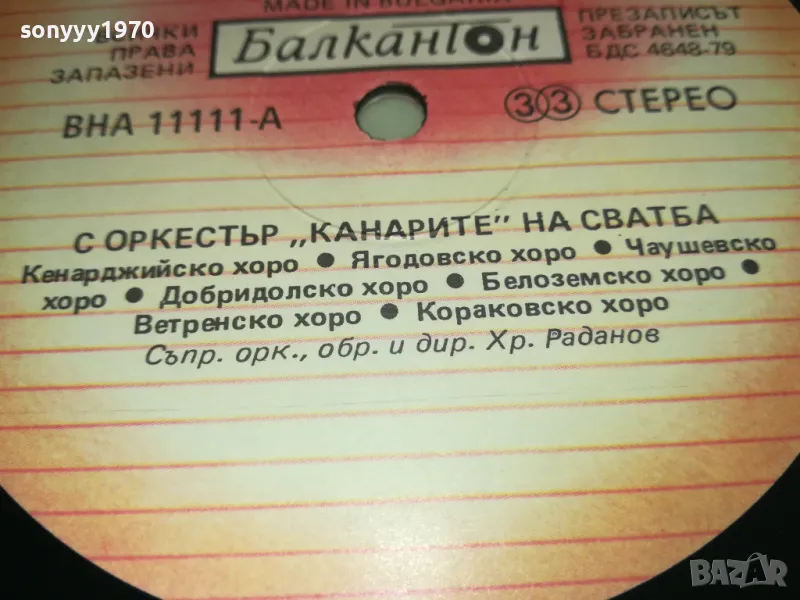 sonyyy1970
MADE IN BULGARIA
ПРАВА
ЗАПАЗЕНИ
Балкантон
ПРЕЗАПИСЪТ
ЗАБРАНЕН
БДС 4648-79
ВНА 11111-А
33 СТЕРЕО
С ОРКЕСТЪР „КАНАРИТЕ" НА СВАТБА
Кенарджийско хоро ● Ягодовско хоро ● Чаушевско
хоро ● Добридолско хоро ● Белоземско хоро ●
Ветренско хоро ● Кораковско хоро
Съпр. орк., обр. и дир. Хр. Раданов
BAZAR